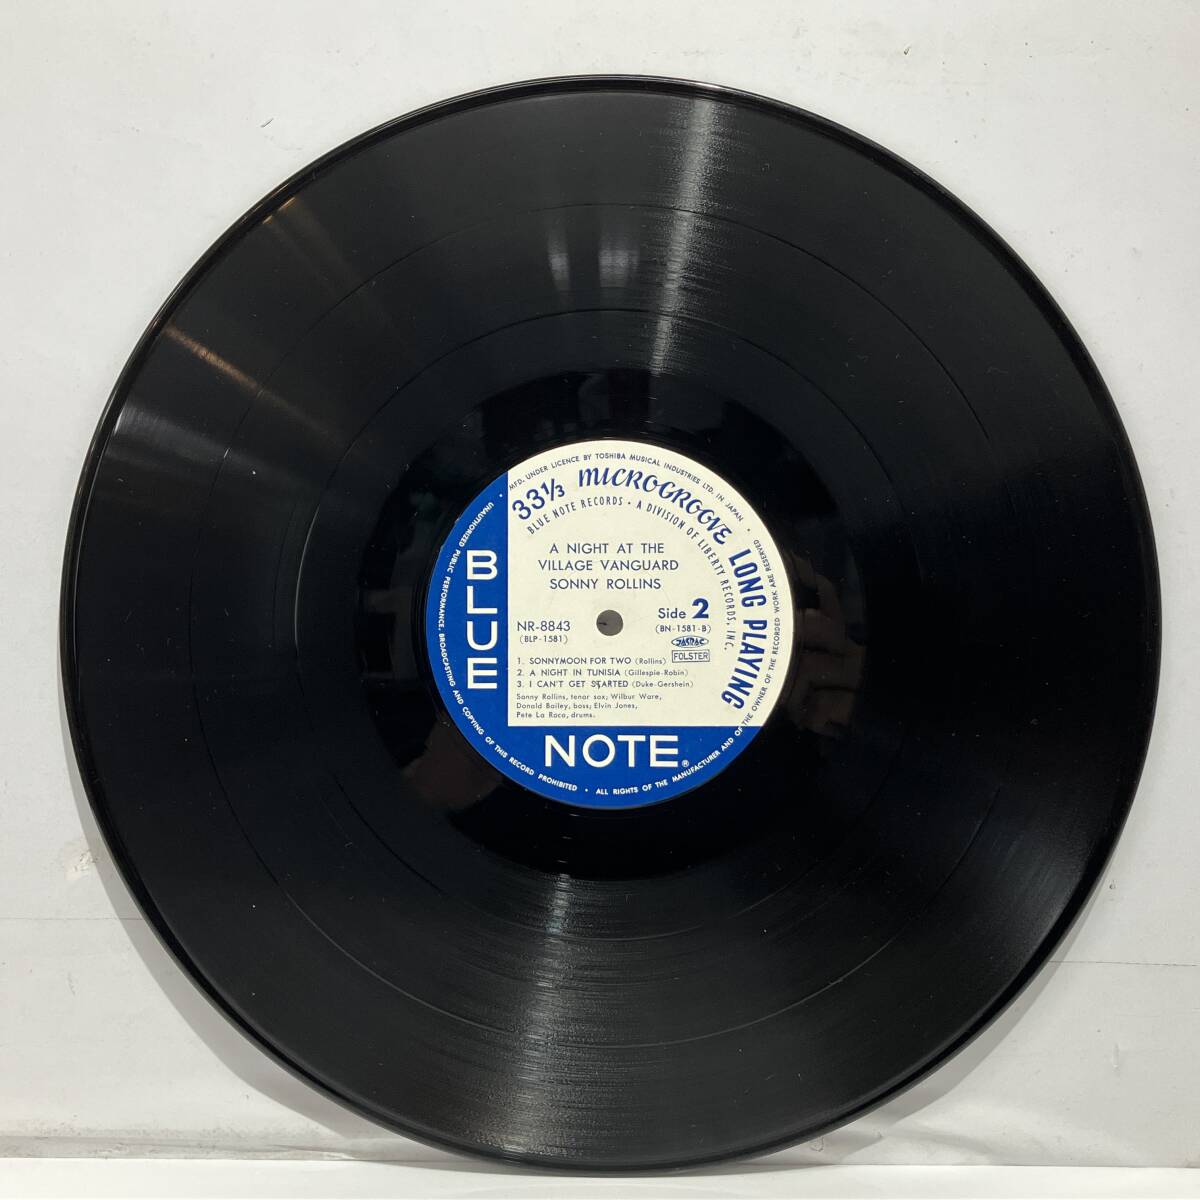 MFD. UNDER LICENCE BY TOSHIBA MUSICAL INDUSTRIES LTD. IN JAPAN •
33 1/3 MICROGROOVE LONG PLAYING
BLUE NOTE RECORDS • A DIVISION OF LIBERTY RECORDS, INC.
A NIGHT AT THE
VILLAGE VANGUARD
SONNY ROLLINS
NR-8843 Side 2
(BLP-1581) (BN-1581-B)
JASRAC
FOLSTER
1. SONNYMOON FOR TWO (Rollins)
2. A NIGHT IN TUNISIA (Gillespie-Robin)
3. I CAN'T GET STARTED (Duke-Gershein)
Sonny Rollins, tenor sax; Wilbur Ware,
Donald Bailey, bass; Elvin Jones,
Pete La Roca, drums.
BLUE
NOTE®
UNAUTHORIZED PUBLIC PERFORMANCE, BROADCASTING AND COPYING OF THIS RECORD PROHIBITED • ALL RIGHTS OF THE MANUFACTURER AND OF THE OWNER OF THE RECORDED WORK ARE RESERVED